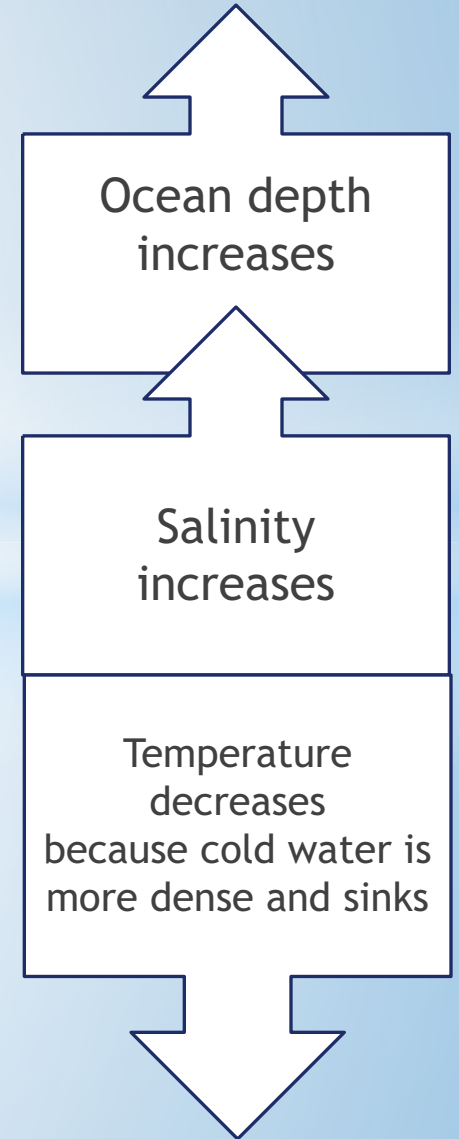 Ocean depth
increases
Salinity
increases
Temperature
decreases
because cold water is
more dense and sinks